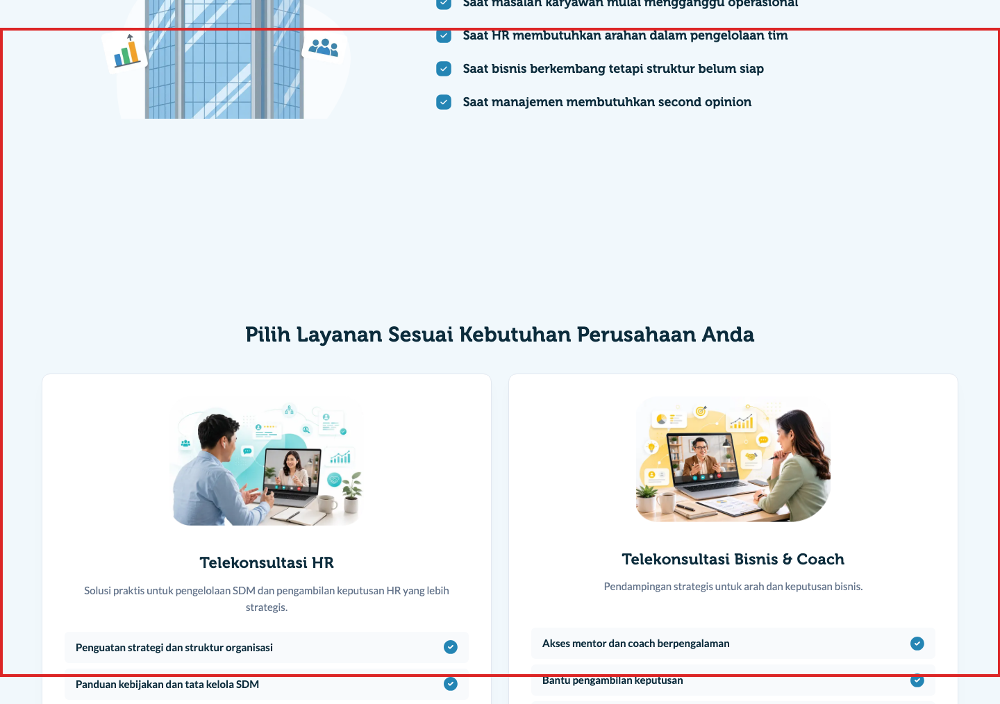 Saat masalah karyawan mulai mengganggu operasional
Saat HR membutuhkan arahan dalam pengelolaan tim
Saat bisnis berkembang tetapi struktur belum siap
Saat manajemen membutuhkan second opinion
Pilih Layanan Sesuai Kebutuhan Perusahaan Anda
Telekonsultasi HR
Solusi praktis untuk pengelolaan SDM dan pengambilan keputusan HR yang lebih
strategis.
Penguatan strategi dan struktur organisasi
Panduan kebijakan dan tata kelola SDM
Telekonsultasi Bisnis & Coach
Pendampingan strategis untuk arah dan keputusan bisnis.
Akses mentor dan coach berpengalaman
Bantu pengambilan keputusan